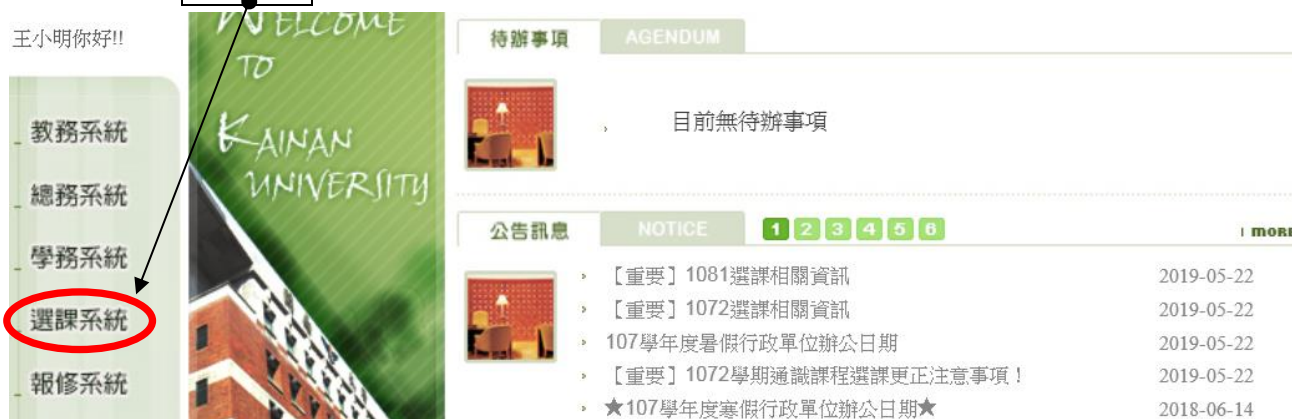 王小明你好!!
教務系統
總務系統
學務系統
選課系統
報修系統
WELCOME
TO
KAINAN
UNIVERSITY
待辦事項 AGENDUM
目前無待辦事項
公告訊息 NOTICE 1 2 3 4 5 6 MORE
【重要】1081選課相關資訊 2019-05-22
【重要】1072選課相關資訊 2019-05-22
107學年度暑假行政單位辦公日期 2019-05-22
【重要】1072學期通識課程選課更正注意事項! 2019-05-22
★107學年度寒假行政單位辦公日期★ 2018-06-14